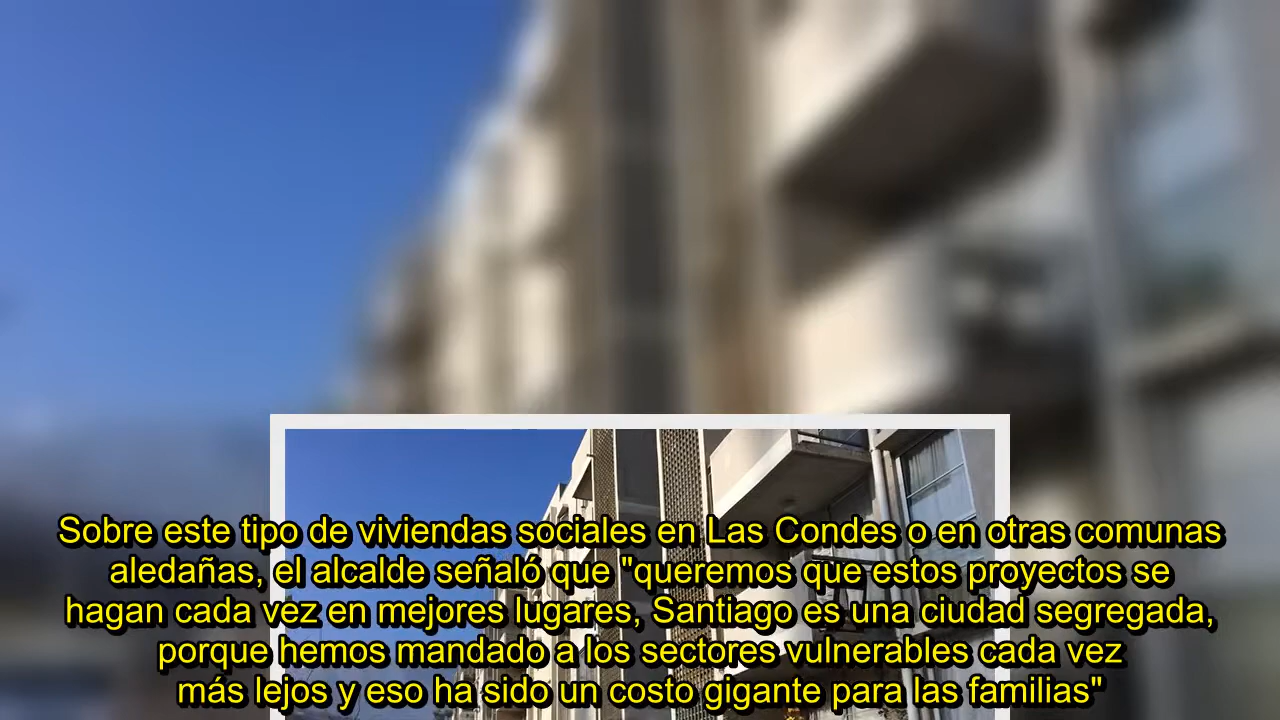 Sobre este tipo de viviendas sociales en Las Condes o en otras comunas
aledañas, el alcalde señaló que "queremos que estos proyectos se
hagan cada vez en mejores lugares, Santiago es una ciudad segregada,
porque hemos mandado a los sectores vulnerables cada vez
más lejos y eso ha sido un costo gigante para las familias"